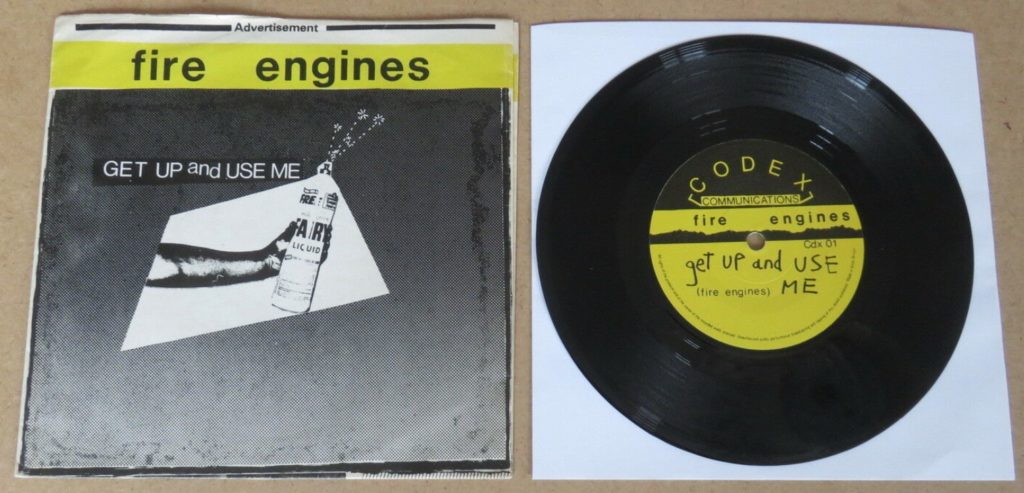 Advertisement
fire engines
GET UP and USE ME
FREE
FAIRY
LIQUID
CODEX
COMMUNICATIONS
fire engines
Cdx 01
get UP and USE
(fire engines) ME